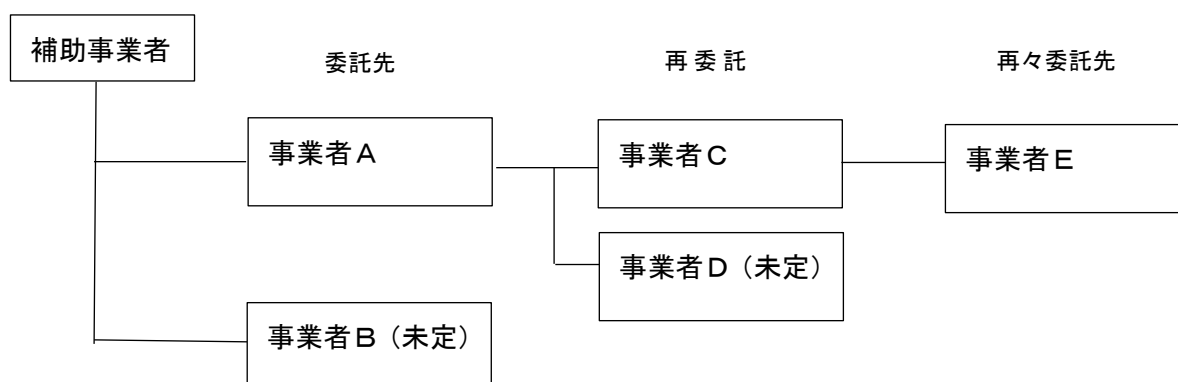 補助事業者
委託先
再委託
再々委託先
事業者A
事業者C
事業者E
事業者D（未定）
事業者B（未定）